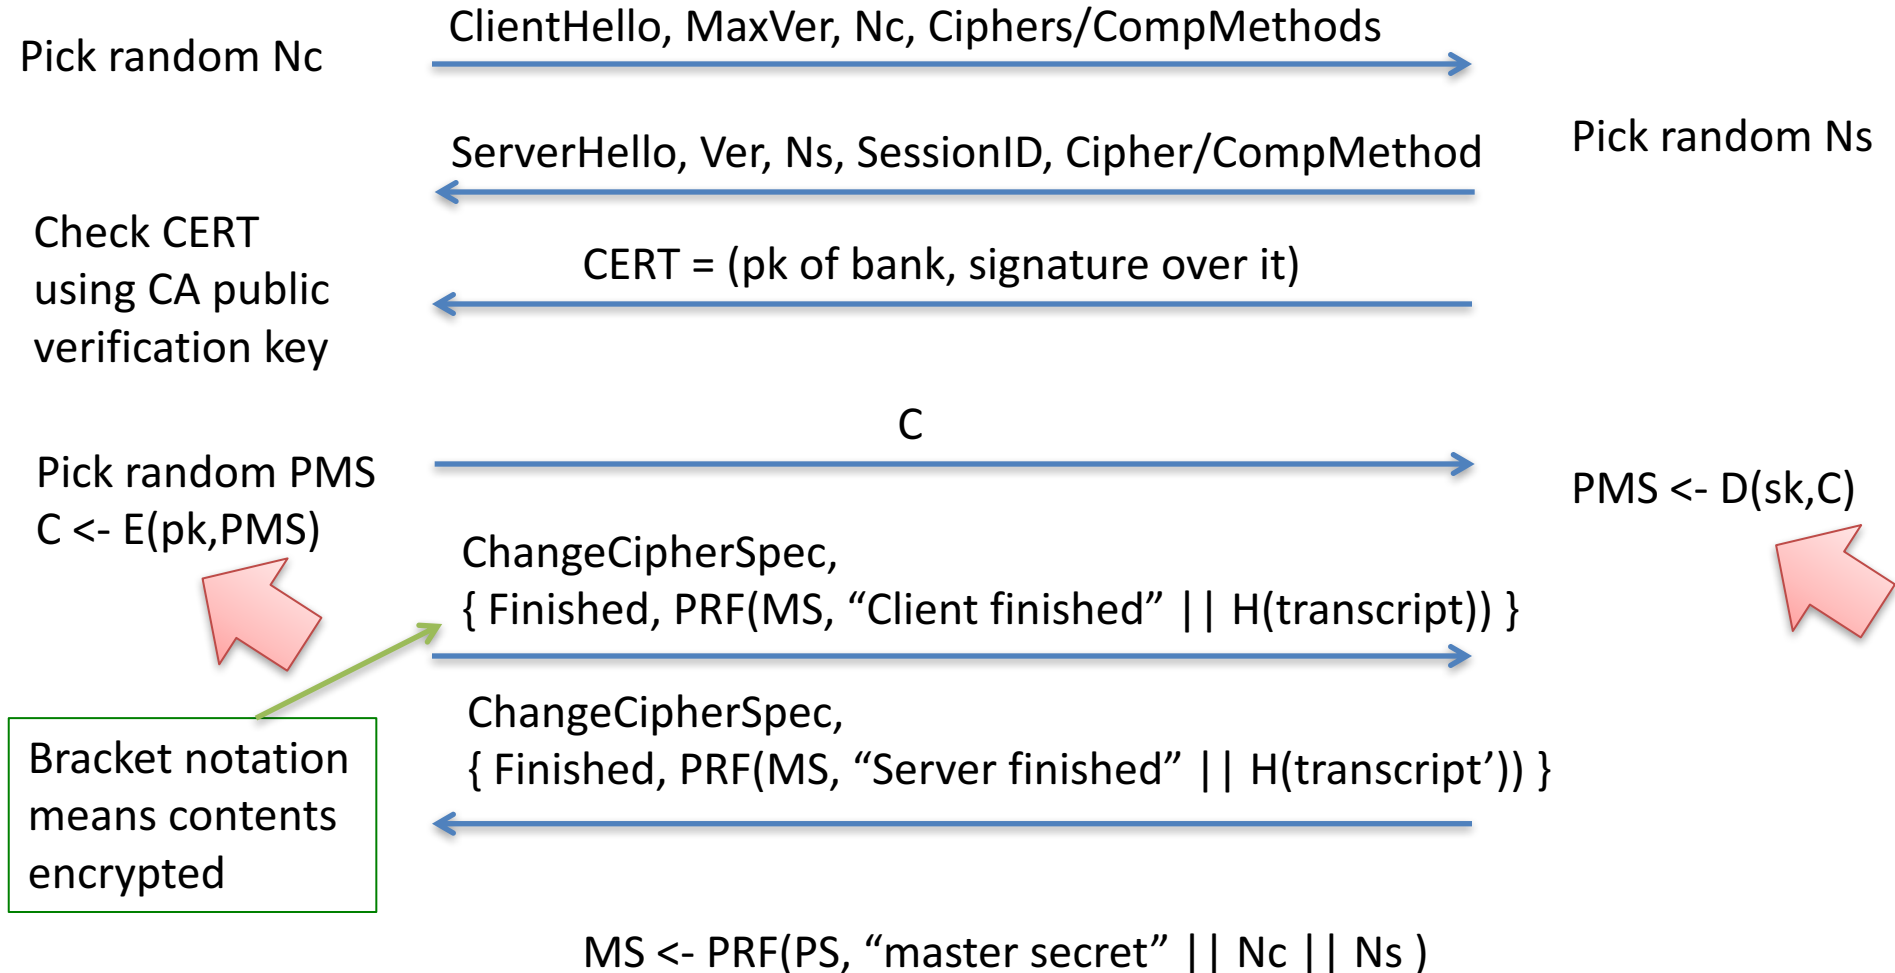 Pick random Nc
ClientHello, MaxVer, Nc, Ciphers/CompMethods
Pick random Ns
ServerHello, Ver, Ns, SessionID, Cipher/CompMethod
Check CERT
using CA public
verification key
CERT = (pk of bank, signature over it)
C
Pick random PMS
C <- E(pk,PMS)
PMS <- D(sk,C)
ChangeCipherSpec,
{ Finished, PRF(MS, “Client finished” || H(transcript)) }
ChangeCipherSpec,
{ Finished, PRF(MS, “Server finished” || H(transcript’)) }
Bracket notation
means contents
encrypted
MS <- PRF(PS, “master secret” || Nc || Ns )